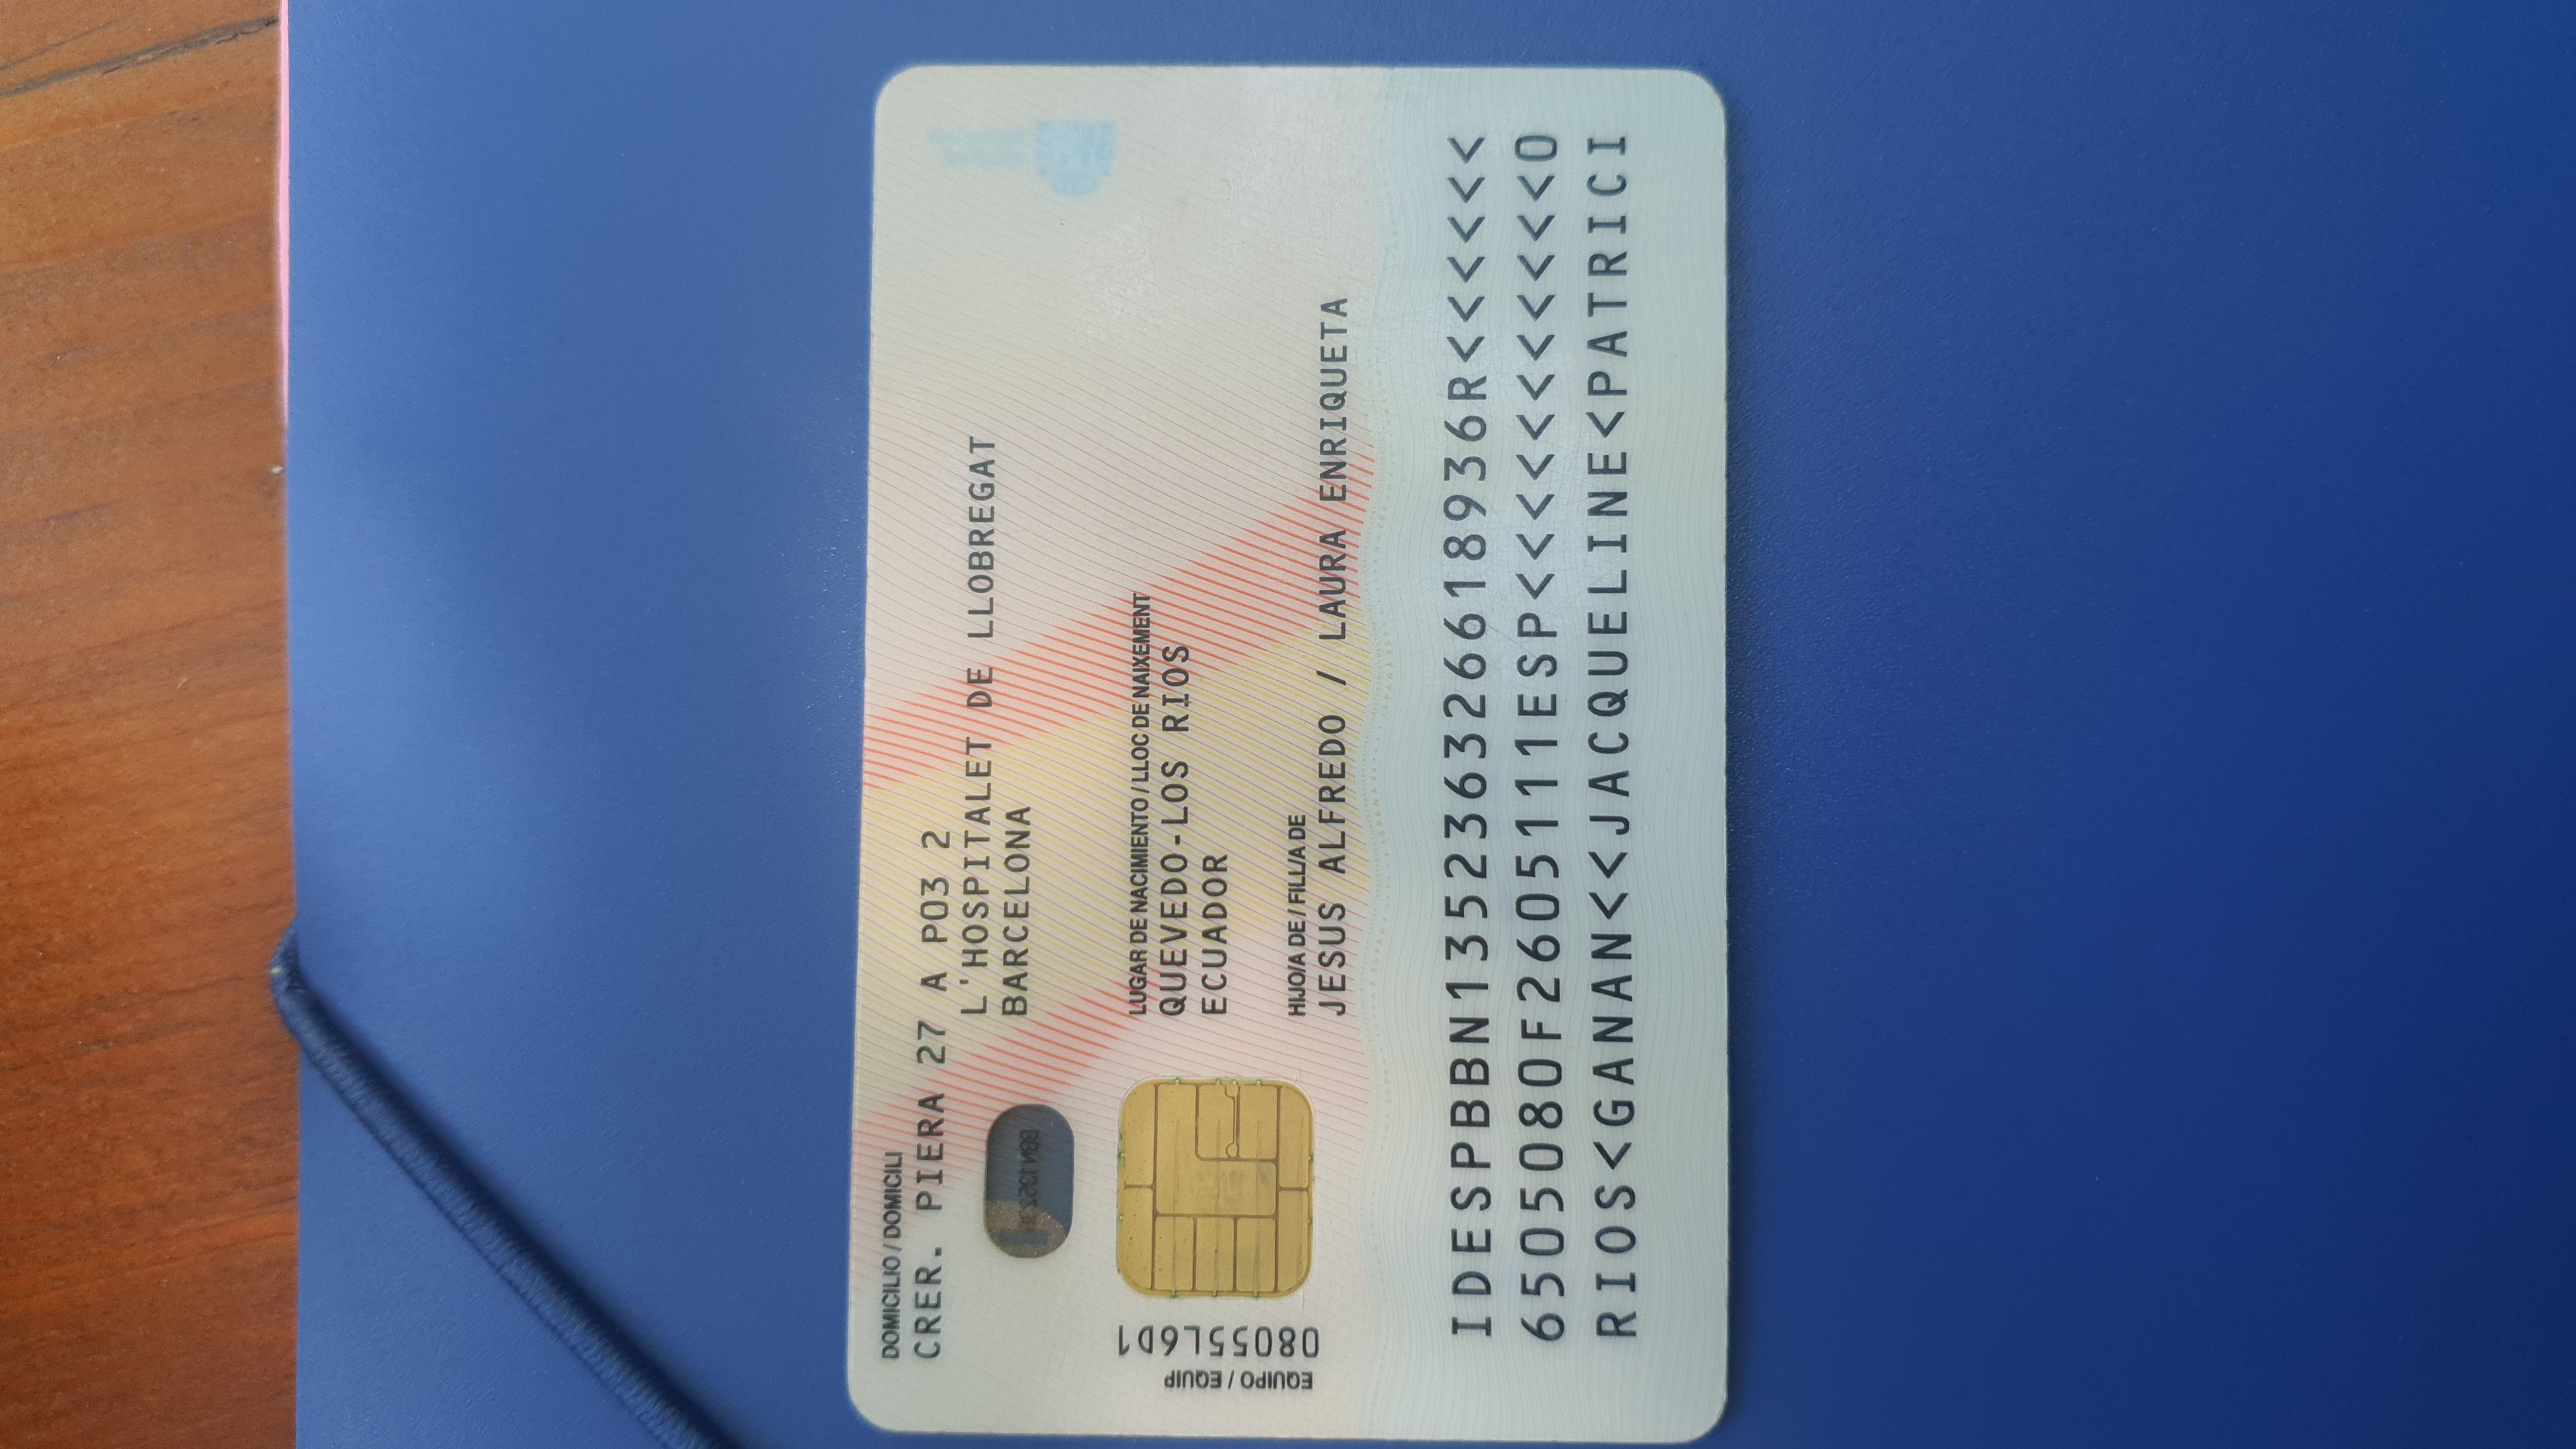 DOMICILIO / DOMICILI
CRER. PIERA 27 A P03 2
L'HOSPITALET DE LLOBREGAT
BARCELONA
LUGAR DE NACIMIENTO / LLOC DE NAIXEMENT
QUEVEDO-LOS RIOS
ECUADOR
EQUIPO / EQUIP
08055L6D1
HIJO/A DE / FILL/A DE
JESUS ALFREDO / LAURA ENRIQUETA
IDESPBBN135236326618936R<<<<<<
6505080F2605111ESP<<<<<<<<<<<0
RIOS<GANAN<<JACQUELINE<PATRICI